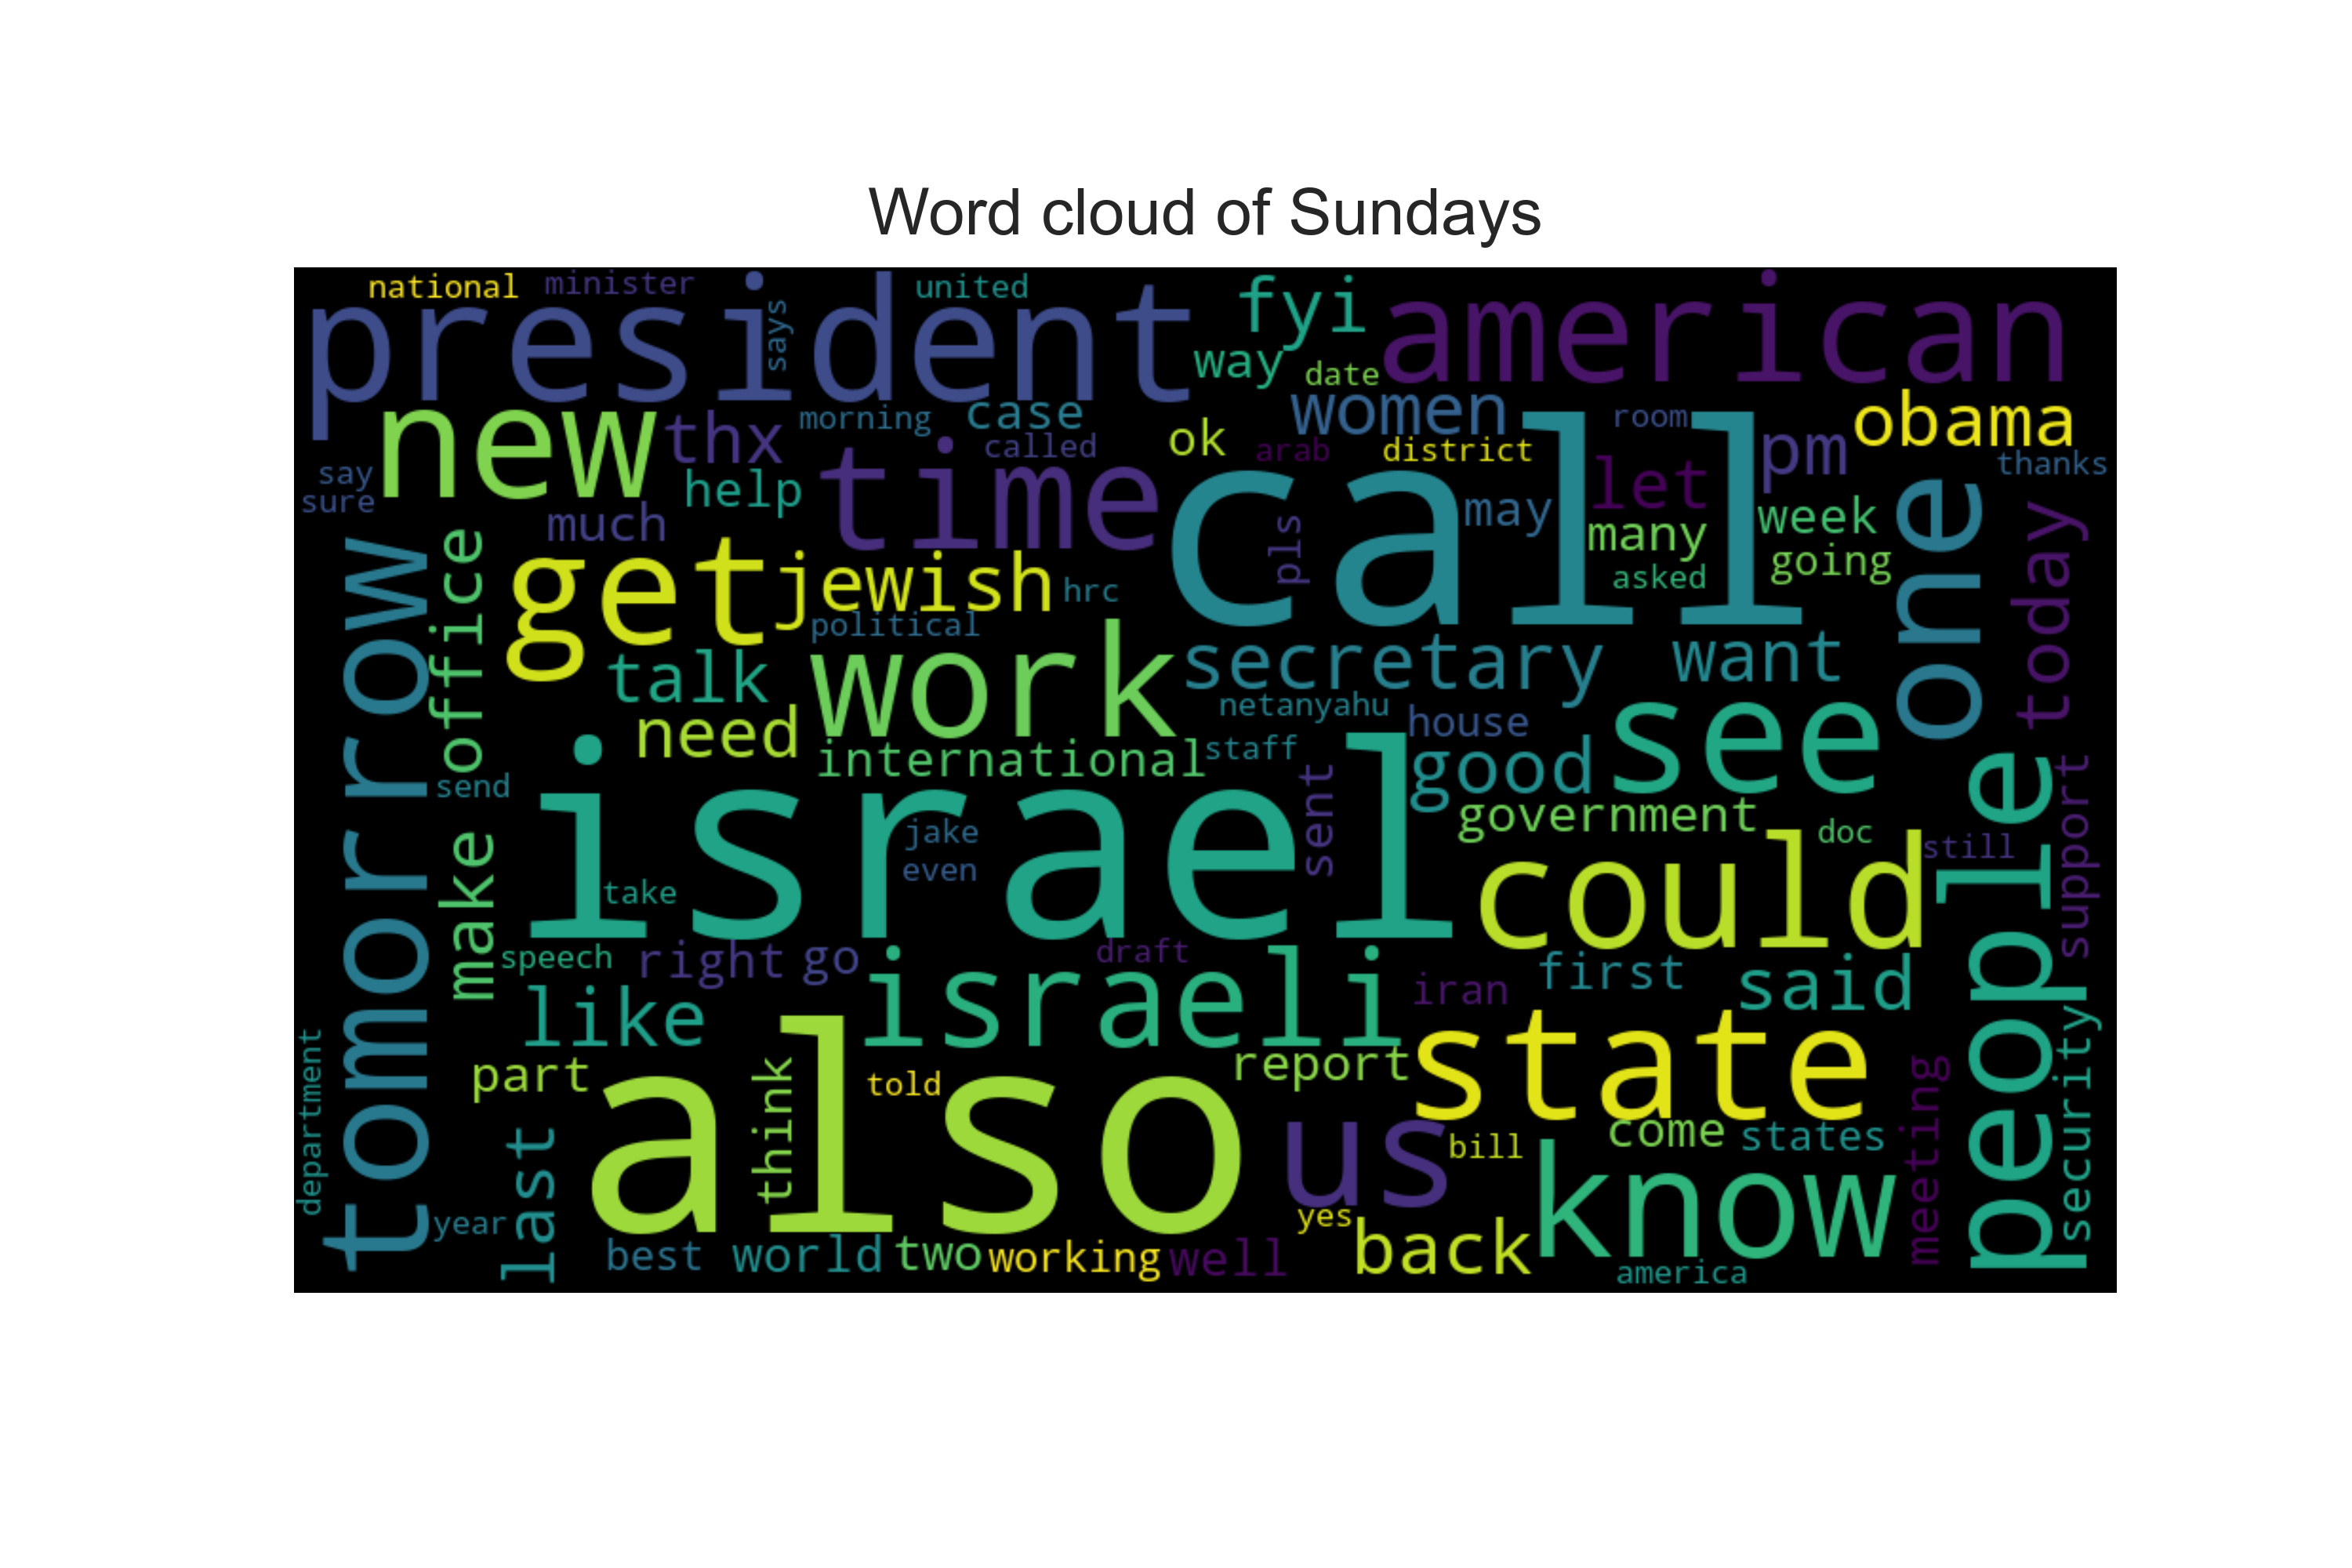 Word cloud of Sundays
national
minister
united
fyi
american
president
says
way
date
women
room
obama
new
thx
morning
case
called
ok
arab
district
pm
thanks
say
sure
help
time
call
let
may
week
much
many
going
pls
asked
one
today
tomorrow
office
get
jewish
hrc
political
talk
work
secretary
want
need
netanyahu
house
see
international
staff
good
send
israel
sent
government
doc
still
support
people
make
jake
even
take
could
speech
right
go
draft
israeli
iran
first
said
like
state
security
department
part
also
think
told
report
us
bill
come
states
meeting
last
year
yes
know
best
world
two
working
well
back
america